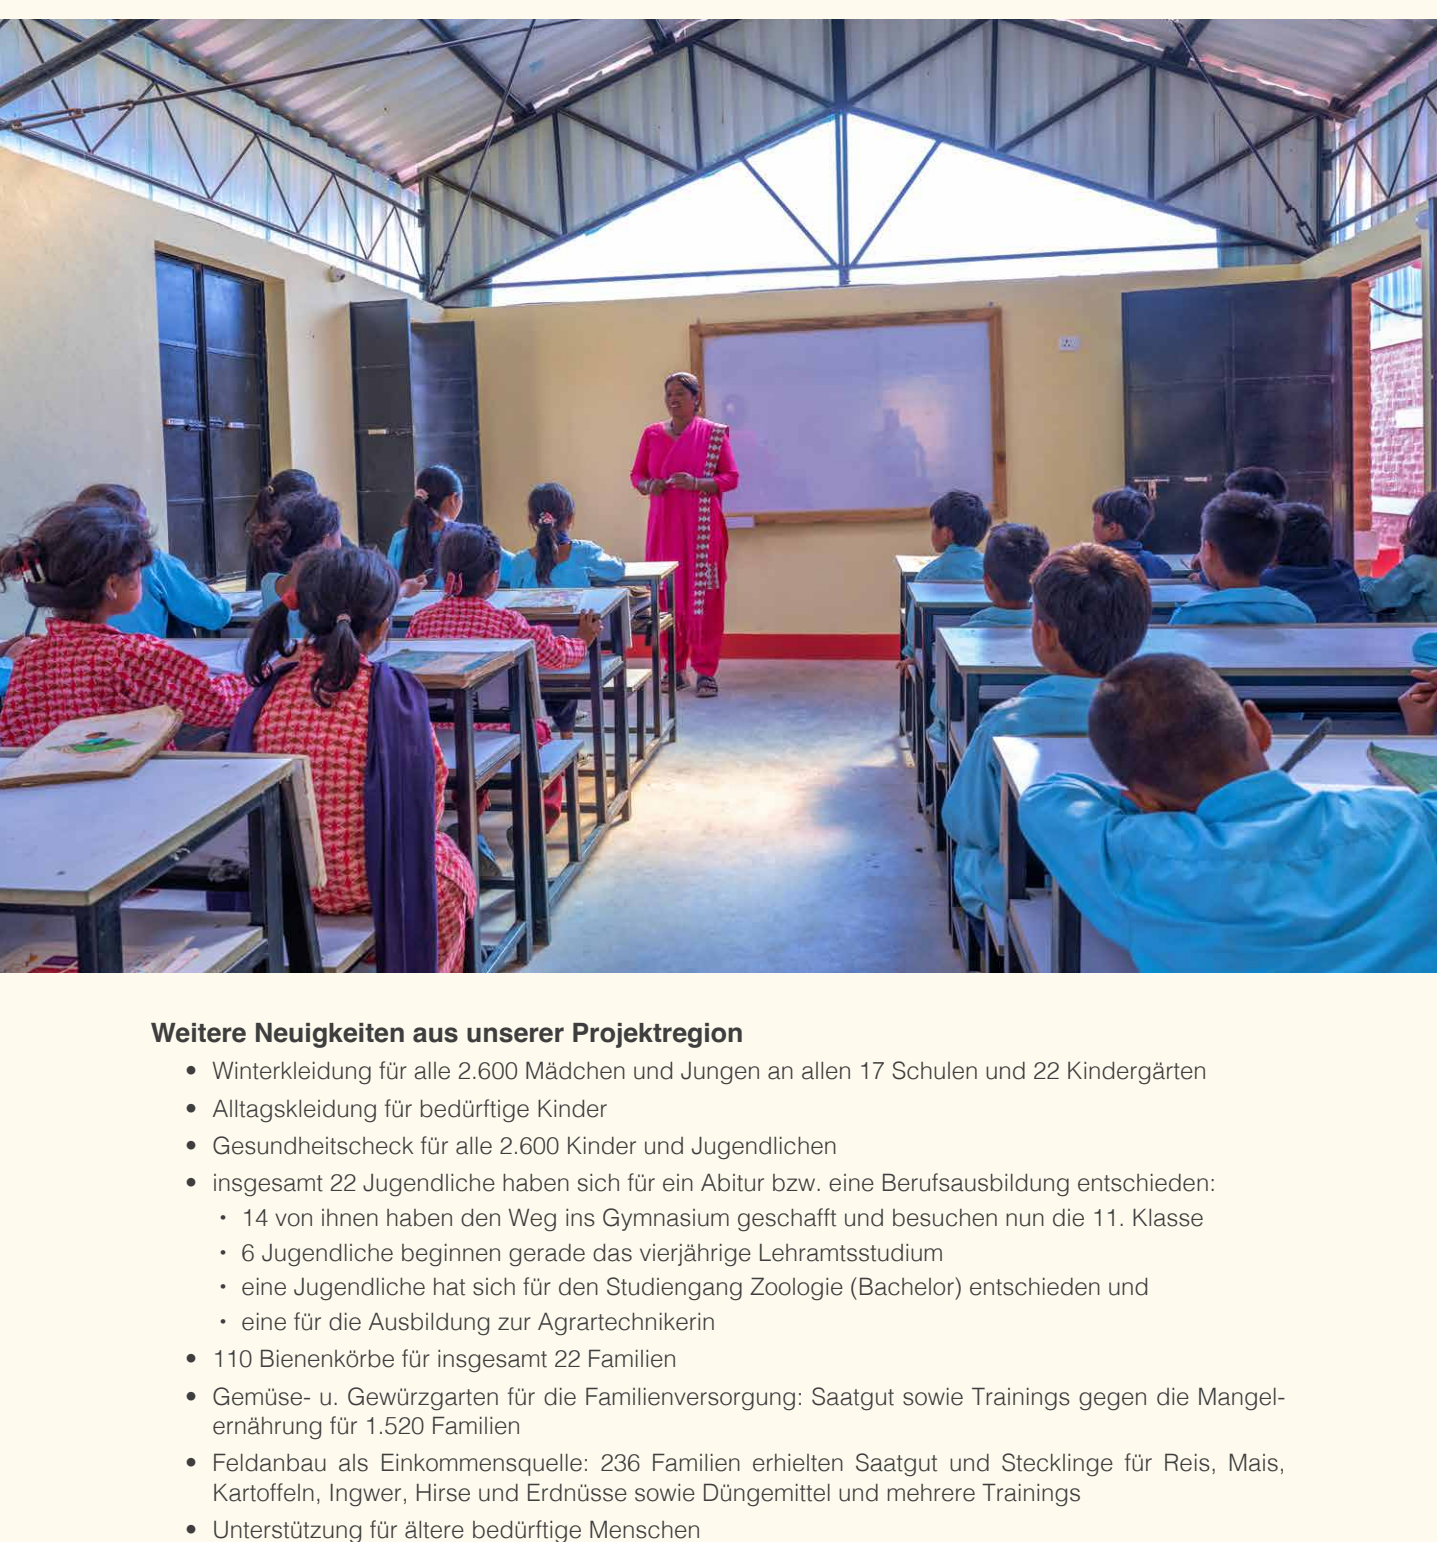 Weitere Neuigkeiten aus unserer Projektregion
• Winterkleidung für alle 2.600 Mädchen und Jungen an allen 17 Schulen und 22 Kindergärten
• Alltagskleidung für bedürftige Kinder
• Gesundheitscheck für alle 2.600 Kinder und Jugendlichen
• insgesamt 22 Jugendliche haben sich für ein Abitur bzw. eine Berufsausbildung entschieden:
• 14 von ihnen haben den Weg ins Gymnasium geschafft und besuchen nun die 11. Klasse
• 6 Jugendliche beginnen gerade das vierjährige Lehramtsstudium
• eine Jugendliche hat sich für den Studiengang Zoologie (Bachelor) entschieden und
• eine für die Ausbildung zur Agrartechnikerin
• 110 Bienenkörbe für insgesamt 22 Familien
• Gemüse- u. Gewürzgarten für die Familienversorgung: Saatgut sowie Trainings gegen die Mangel-
ernährung für 1.520 Familien
• Feldanbau als Einkommensquelle: 236 Familien erhielten Saatgut und Stecklinge für Reis, Mais,
Kartoffeln, Ingwer, Hirse und Erdnüsse sowie Düngemittel und mehrere Trainings
• Unterstützung für ältere bedürftige Menschen